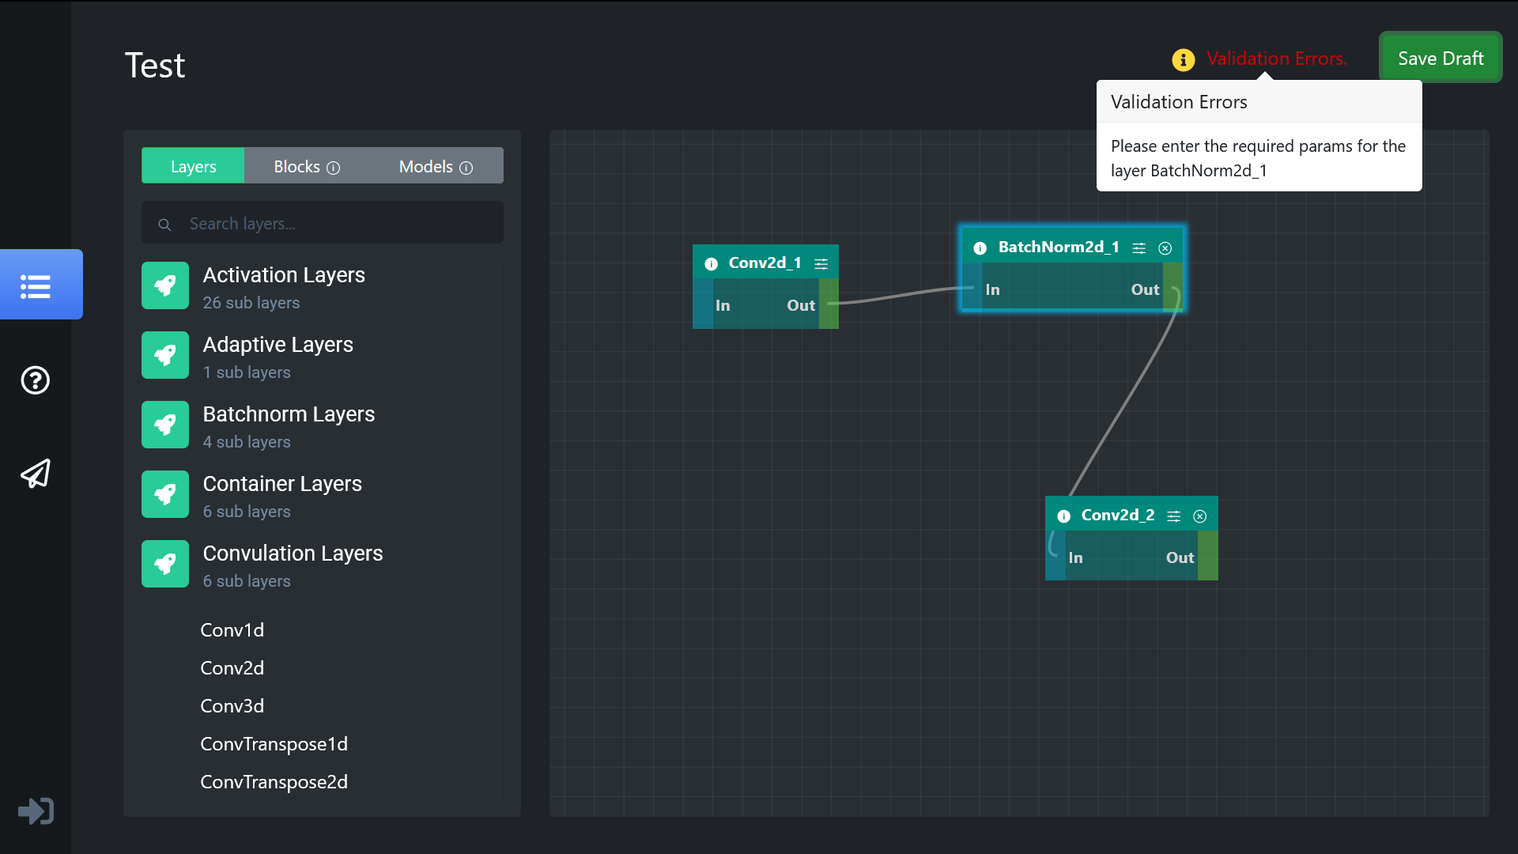 Test
Validation Errors.
Save Draft
Validation Errors
Please enter the required params for the
layer BatchNorm2d_1
Layers
Blocks
Models
Search layers...
Activation Layers
26 sub layers
Adaptive Layers
1 sub layers
Batchnorm Layers
4 sub layers
Container Layers
6 sub layers
Convulation Layers
6 sub layers
Conv1d
Conv2d
Conv3d
ConvTranspose1d
ConvTranspose2d
Conv2d_1
In
Out
BatchNorm2d_1
In
Out
Conv2d_2
In
Out